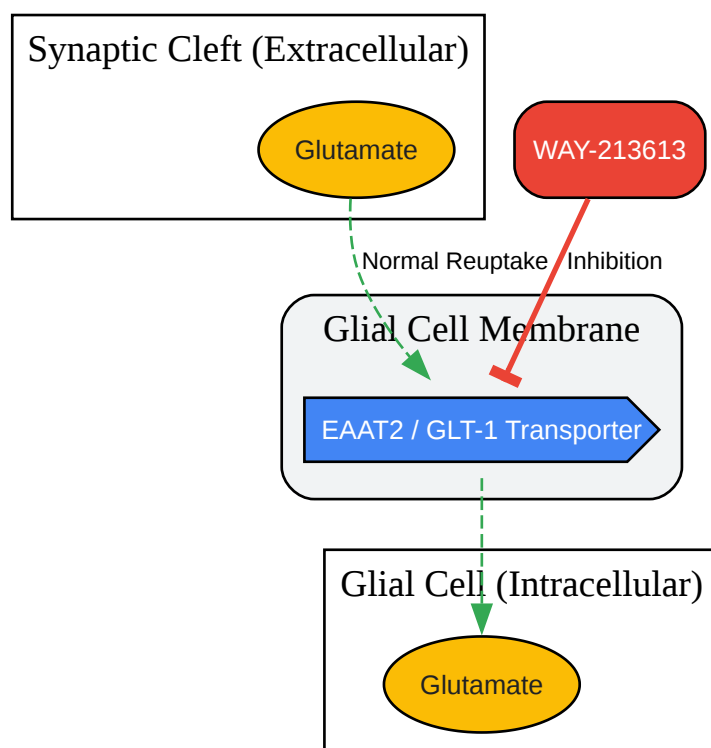 Synaptic Cleft (Extracellular)
Glutamate
WAY-213613
Normal Reuptake
Inhibition
Glial Cell Membrane
EAAT2 / GLT-1 Transporter
Glial Cell (Intracellular)
Glutamate